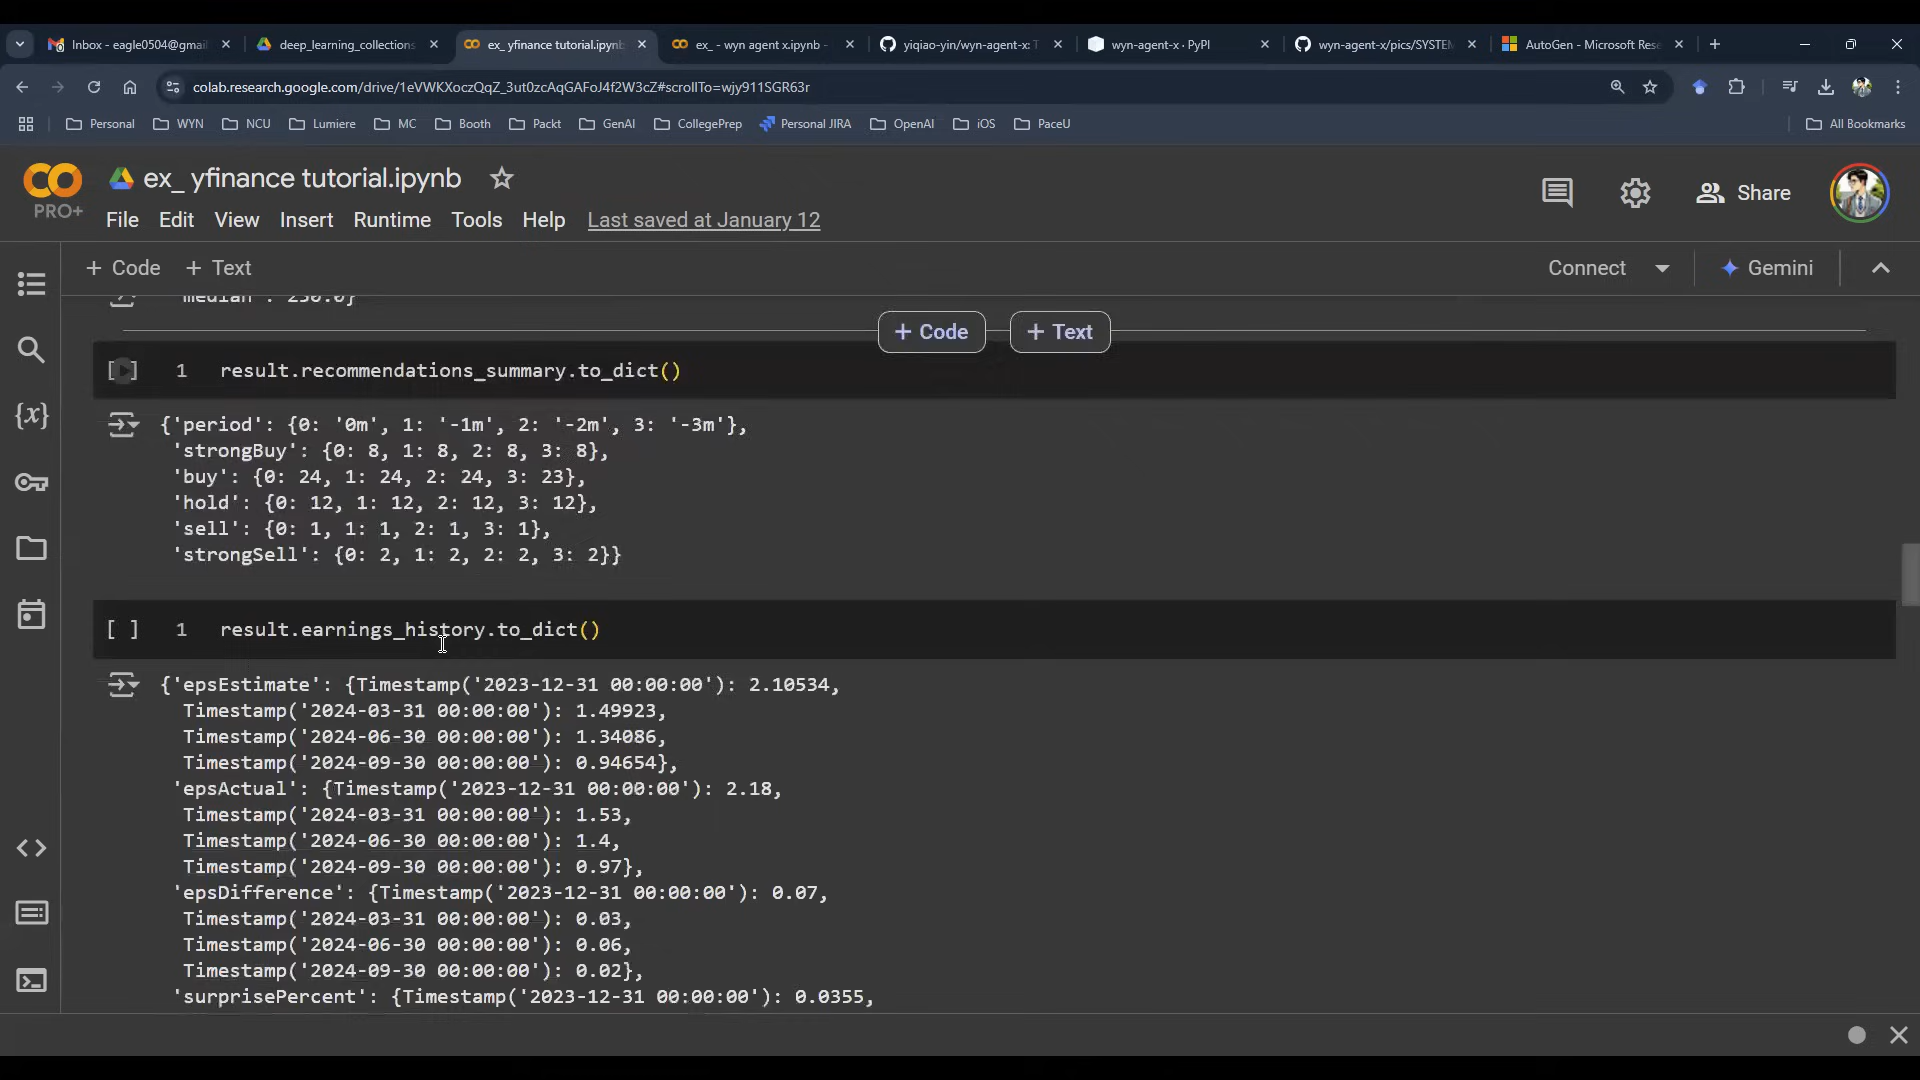 Inbox - eagle0504@gmai
deep_learning_collections
ex_ yfinance tutorial.ipynb
ex_ - wyn agent x.ipynb -
yiqiao-yin/wyn-agent-x: T
wyn-agent-x · PyPI
wyn-agent-x/pics/SYSTEM
AutoGen - Microsoft Rese
colab.research.google.com/drive/1eVWKXoczQqZ_3ut0zcAqGAFoJ4f2W3cZ#scrollTo=wjy911SGR63r
Personal
WYN
NCU
Lumiere
MC
Booth
Packt
GenAI
CollegePrep
Personal JIRA
OpenAI
iOS
PaceU
All Bookmarks
PRO+
ex_ yfinance tutorial.ipynb
Share
File Edit View Insert Runtime Tools Help Last saved at January 12
+ Code + Text
Connect
Gemini
'median': 250.0}
+ Code + Text
[ ] 1 result.recommendations_summary.to_dict()
{'period': {0: '0m', 1: '-1m', 2: '-2m', 3: '-3m'},
'strongBuy': {0: 8, 1: 8, 2: 8, 3: 8},
'buy': {0: 24, 1: 24, 2: 24, 3: 23},
'hold': {0: 12, 1: 12, 2: 12, 3: 12},
'sell': {0: 1, 1: 1, 2: 1, 3: 1},
'strongSell': {0: 2, 1: 2, 2: 2, 3: 2}}
[ ] 1 result.earnings_history.to_dict()
{'epsEstimate': {Timestamp('2023-12-31 00:00:00'): 2.10534,
Timestamp('2024-03-31 00:00:00'): 1.49923,
Timestamp('2024-06-30 00:00:00'): 1.34086,
Timestamp('2024-09-30 00:00:00'): 0.94654},
'epsActual': {Timestamp('2023-12-31 00:00:00'): 2.18,
Timestamp('2024-03-31 00:00:00'): 1.53,
Timestamp('2024-06-30 00:00:00'): 1.4,
Timestamp('2024-09-30 00:00:00'): 0.97},
'epsDifference': {Timestamp('2023-12-31 00:00:00'): 0.07,
Timestamp('2024-03-31 00:00:00'): 0.03,
Timestamp('2024-06-30 00:00:00'): 0.06,
Timestamp('2024-09-30 00:00:00'): 0.02},
'surprisePercent': {Timestamp('2023-12-31 00:00:00'): 0.0355,